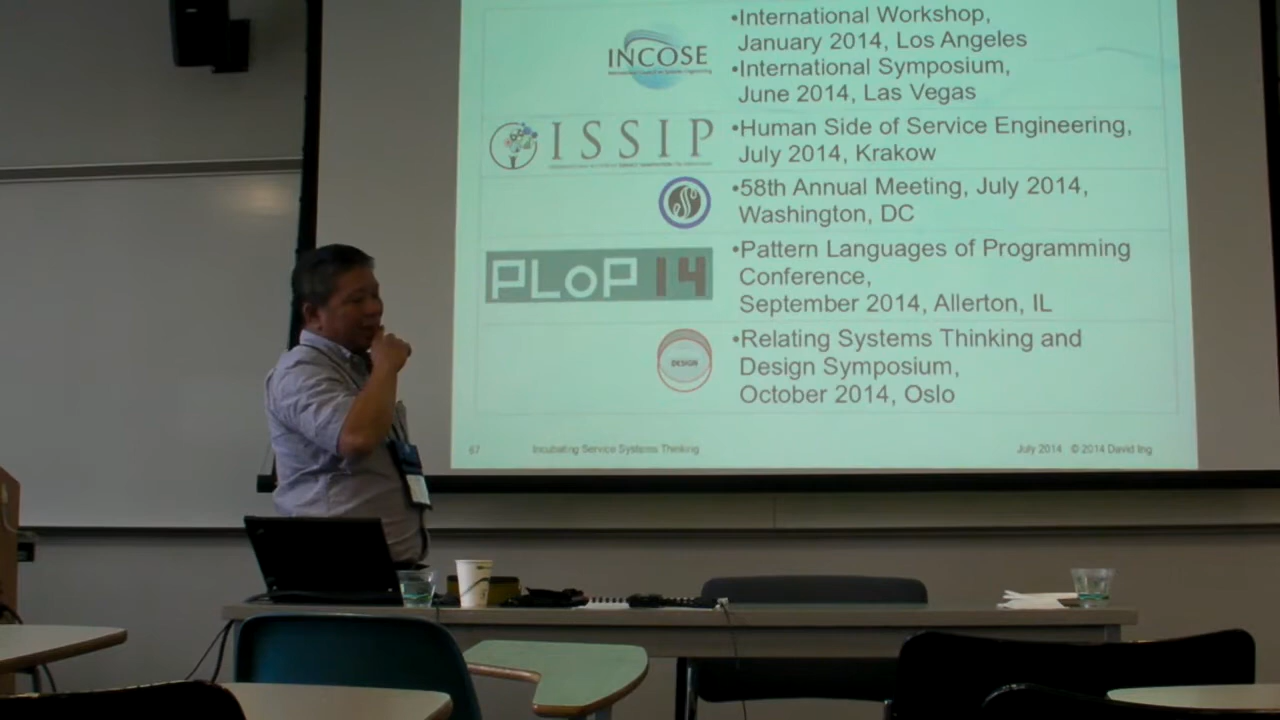 •International Workshop,
January 2014, Los Angeles
INCOSE
•International Symposium,
June 2014, Las Vegas
ISSIP
•Human Side of Service Engineering,
July 2014, Krakow
•58th Annual Meeting, July 2014,
Washington, DC
PLoP14
•Pattern Languages of Programming
Conference,
September 2014, Allerton, IL
DESIGN
•Relating Systems Thinking and
Design Symposium,
October 2014, Oslo
67
Incubating Service Systems Thinking
July 2014 © 2014 David Ing